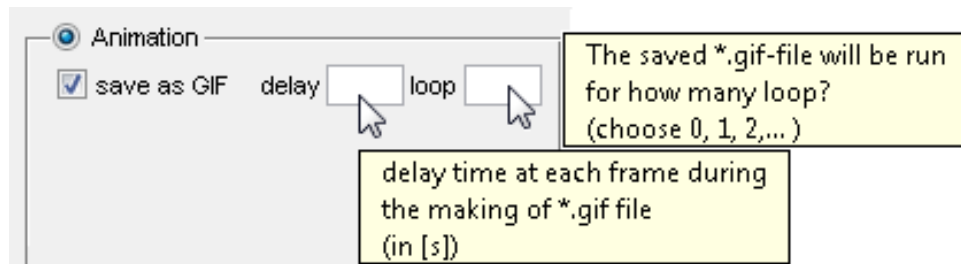 Animation
save as GIF delay loop
The saved *.gif-file will be run
for how many loop?
(choose 0, 1, 2,... )
delay time at each frame during
the making of *.gif file
(in [s])